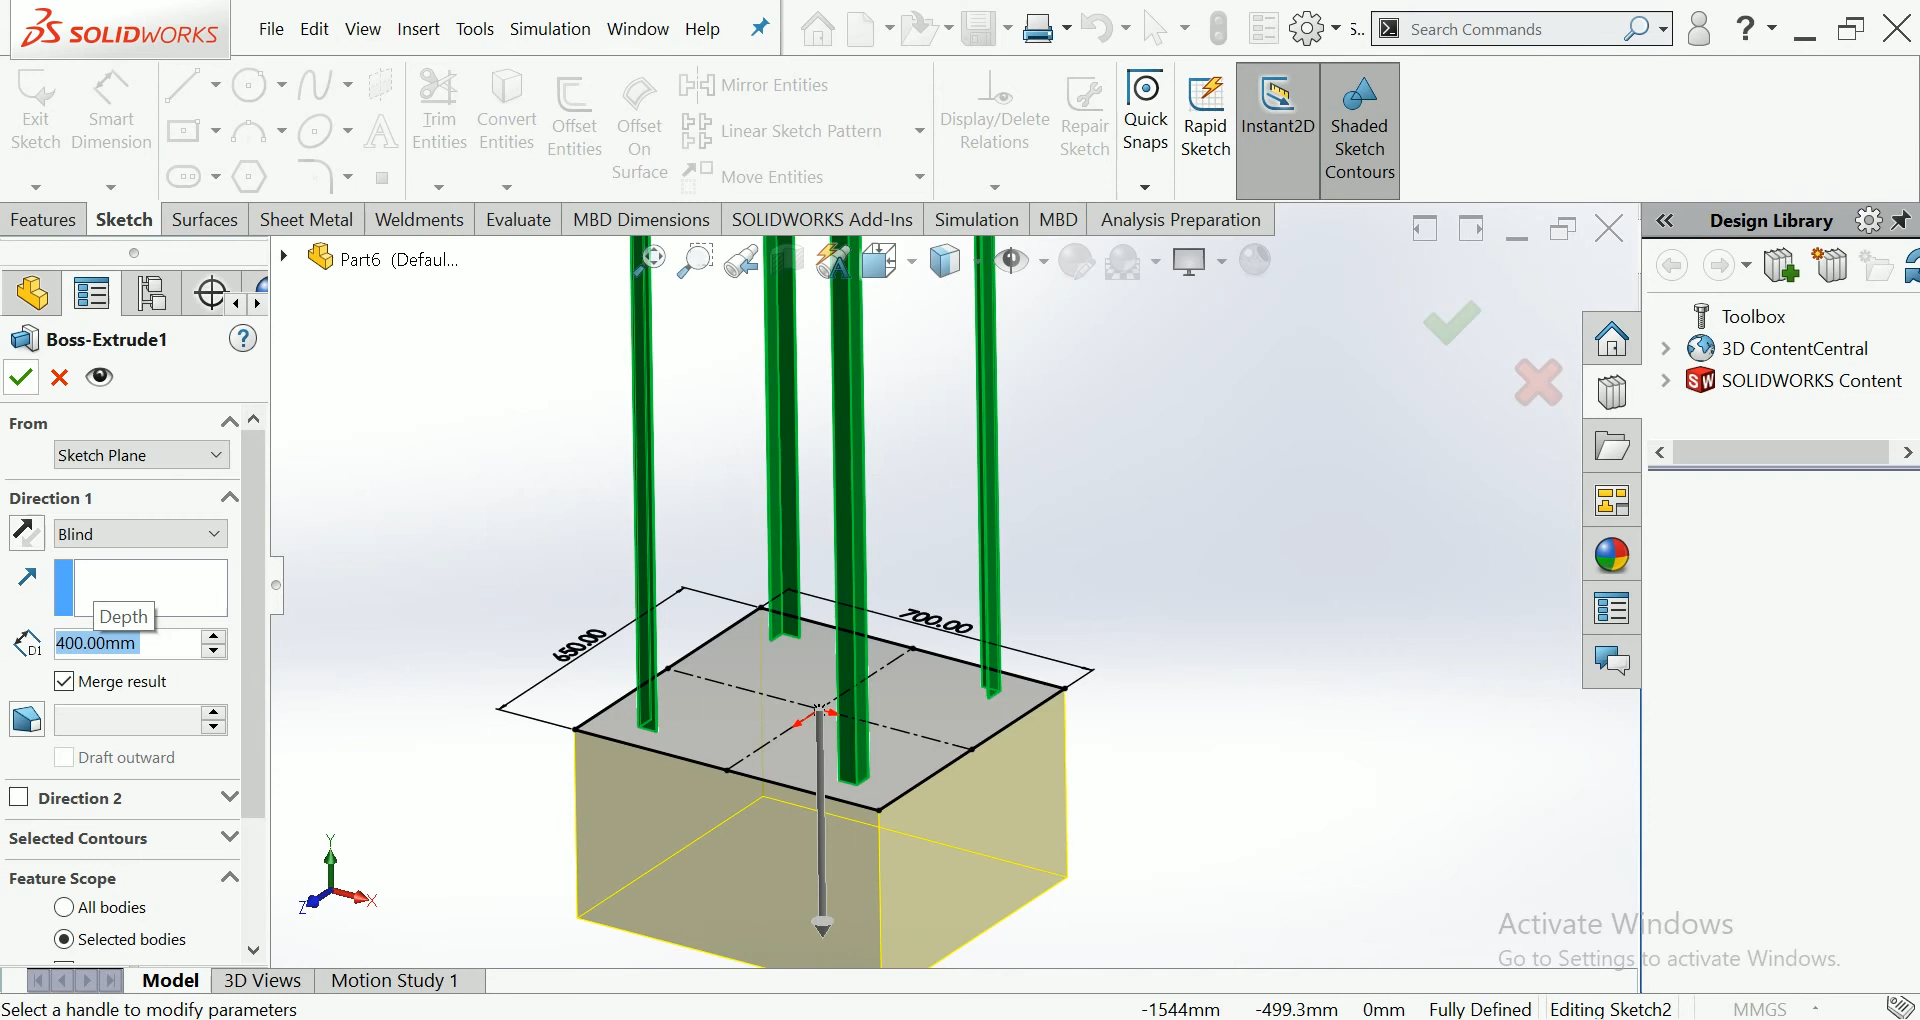 SOLIDWORKS
File Edit View Insert Tools Simulation Window Help
S..
Search Commands
Exit Sketch
Smart Dimension
Trim Entities
Convert Entities
Offset Entities
Offset On Surface
Mirror Entities
Linear Sketch Pattern
Move Entities
Display/Delete Relations
Repair Sketch
Quick Snaps
Rapid Sketch
Instant2D
Shaded Sketch Contours
Features Sketch Surfaces Sheet Metal Weldments Evaluate MBD Dimensions SOLIDWORKS Add-Ins Simulation MBD Analysis Preparation
Design Library
Part6 (Defaul...
Toolbox
3D ContentCentral
SOLIDWORKS Content
Boss-Extrude1
From
Sketch Plane
Direction 1
Blind
Depth
D1
400.00mm
Merge result
Draft outward
Direction 2
Selected Contours
Feature Scope
All bodies
Selected bodies
650.00
700.00
Y
X
Z
Activate Windows
Go to Settings to activate Windows.
Model 3D Views Motion Study 1
Select a handle to modify parameters
-1544mm -499.3mm 0mm Fully Defined Editing Sketch2 MMGS